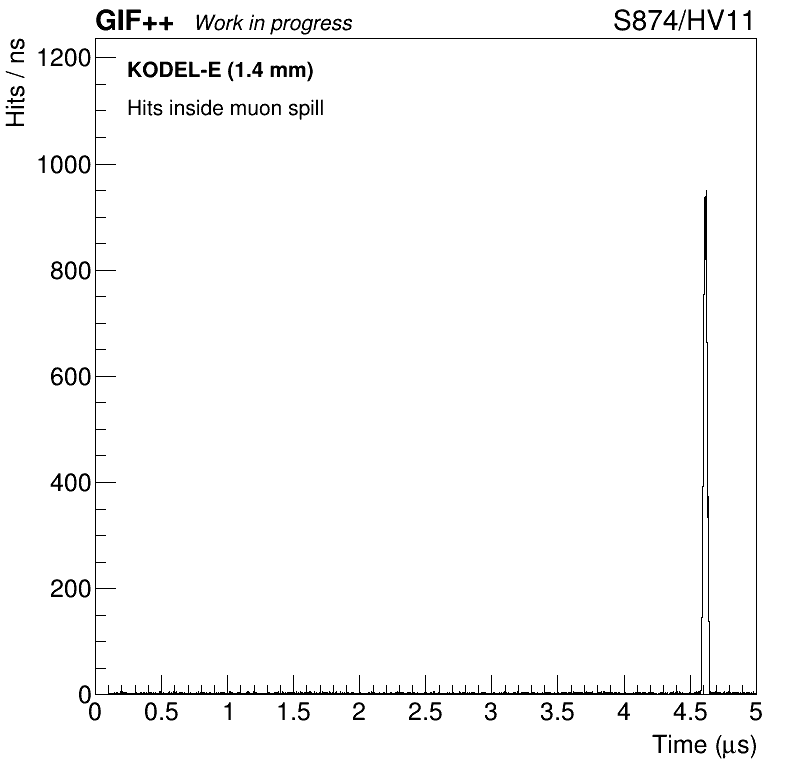 GIF++ Work in progress S874/HV11
Hits / ns
KODEL-E (1.4 mm)
Hits inside muon spill
1200
1000
800
600
400
200
0
0 0.5 1 1.5 2 2.5 3 3.5 4 4.5 5
Time (μs)